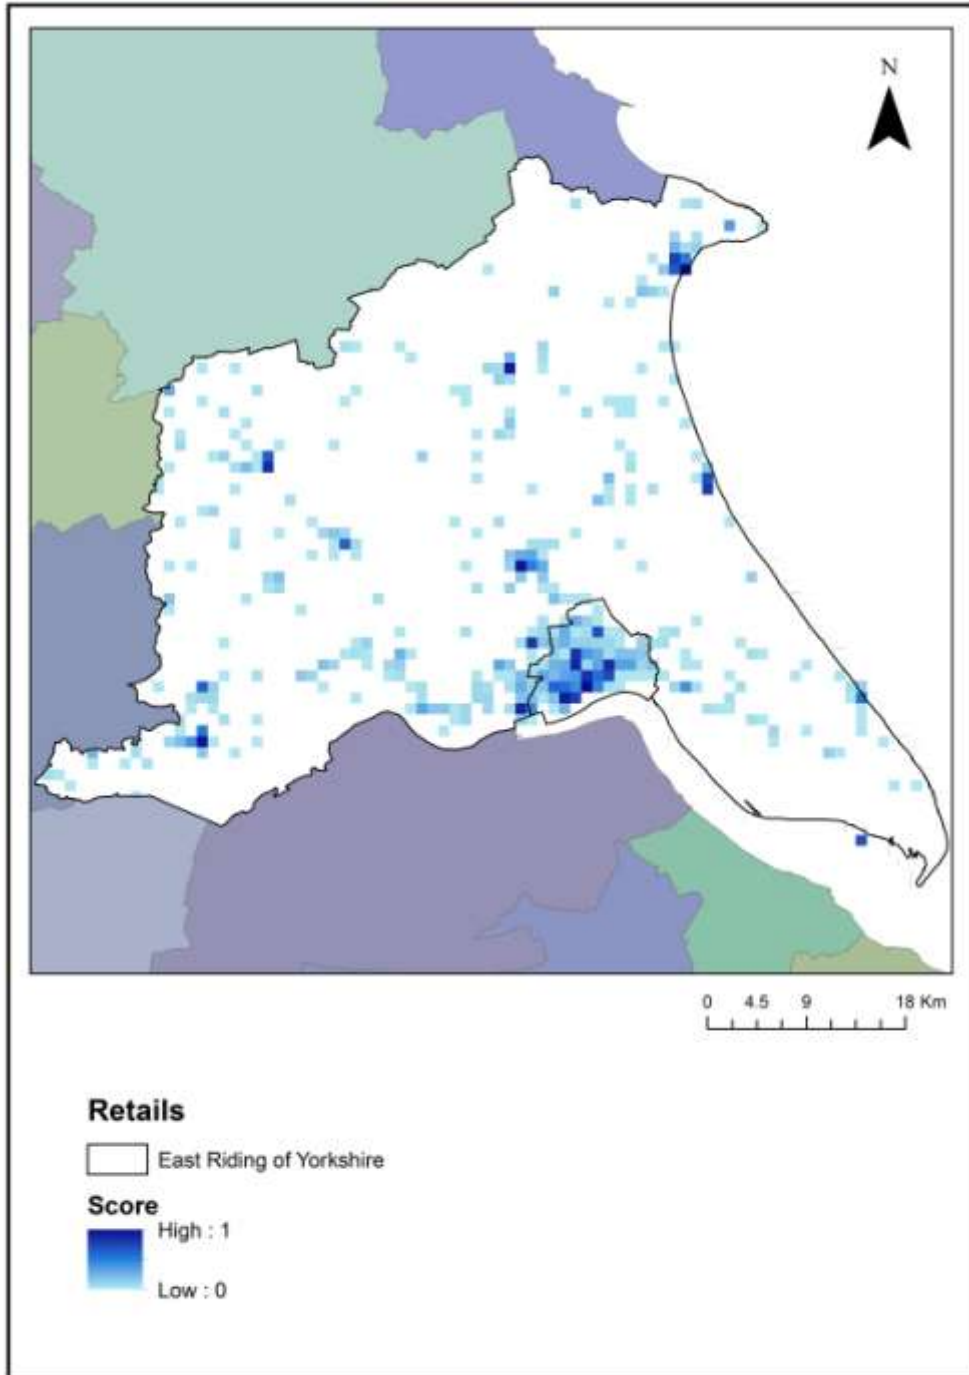 N
0 4.5 9 18 Km
Retails
East Riding of Yorkshire
Score
High : 1
Low : 0